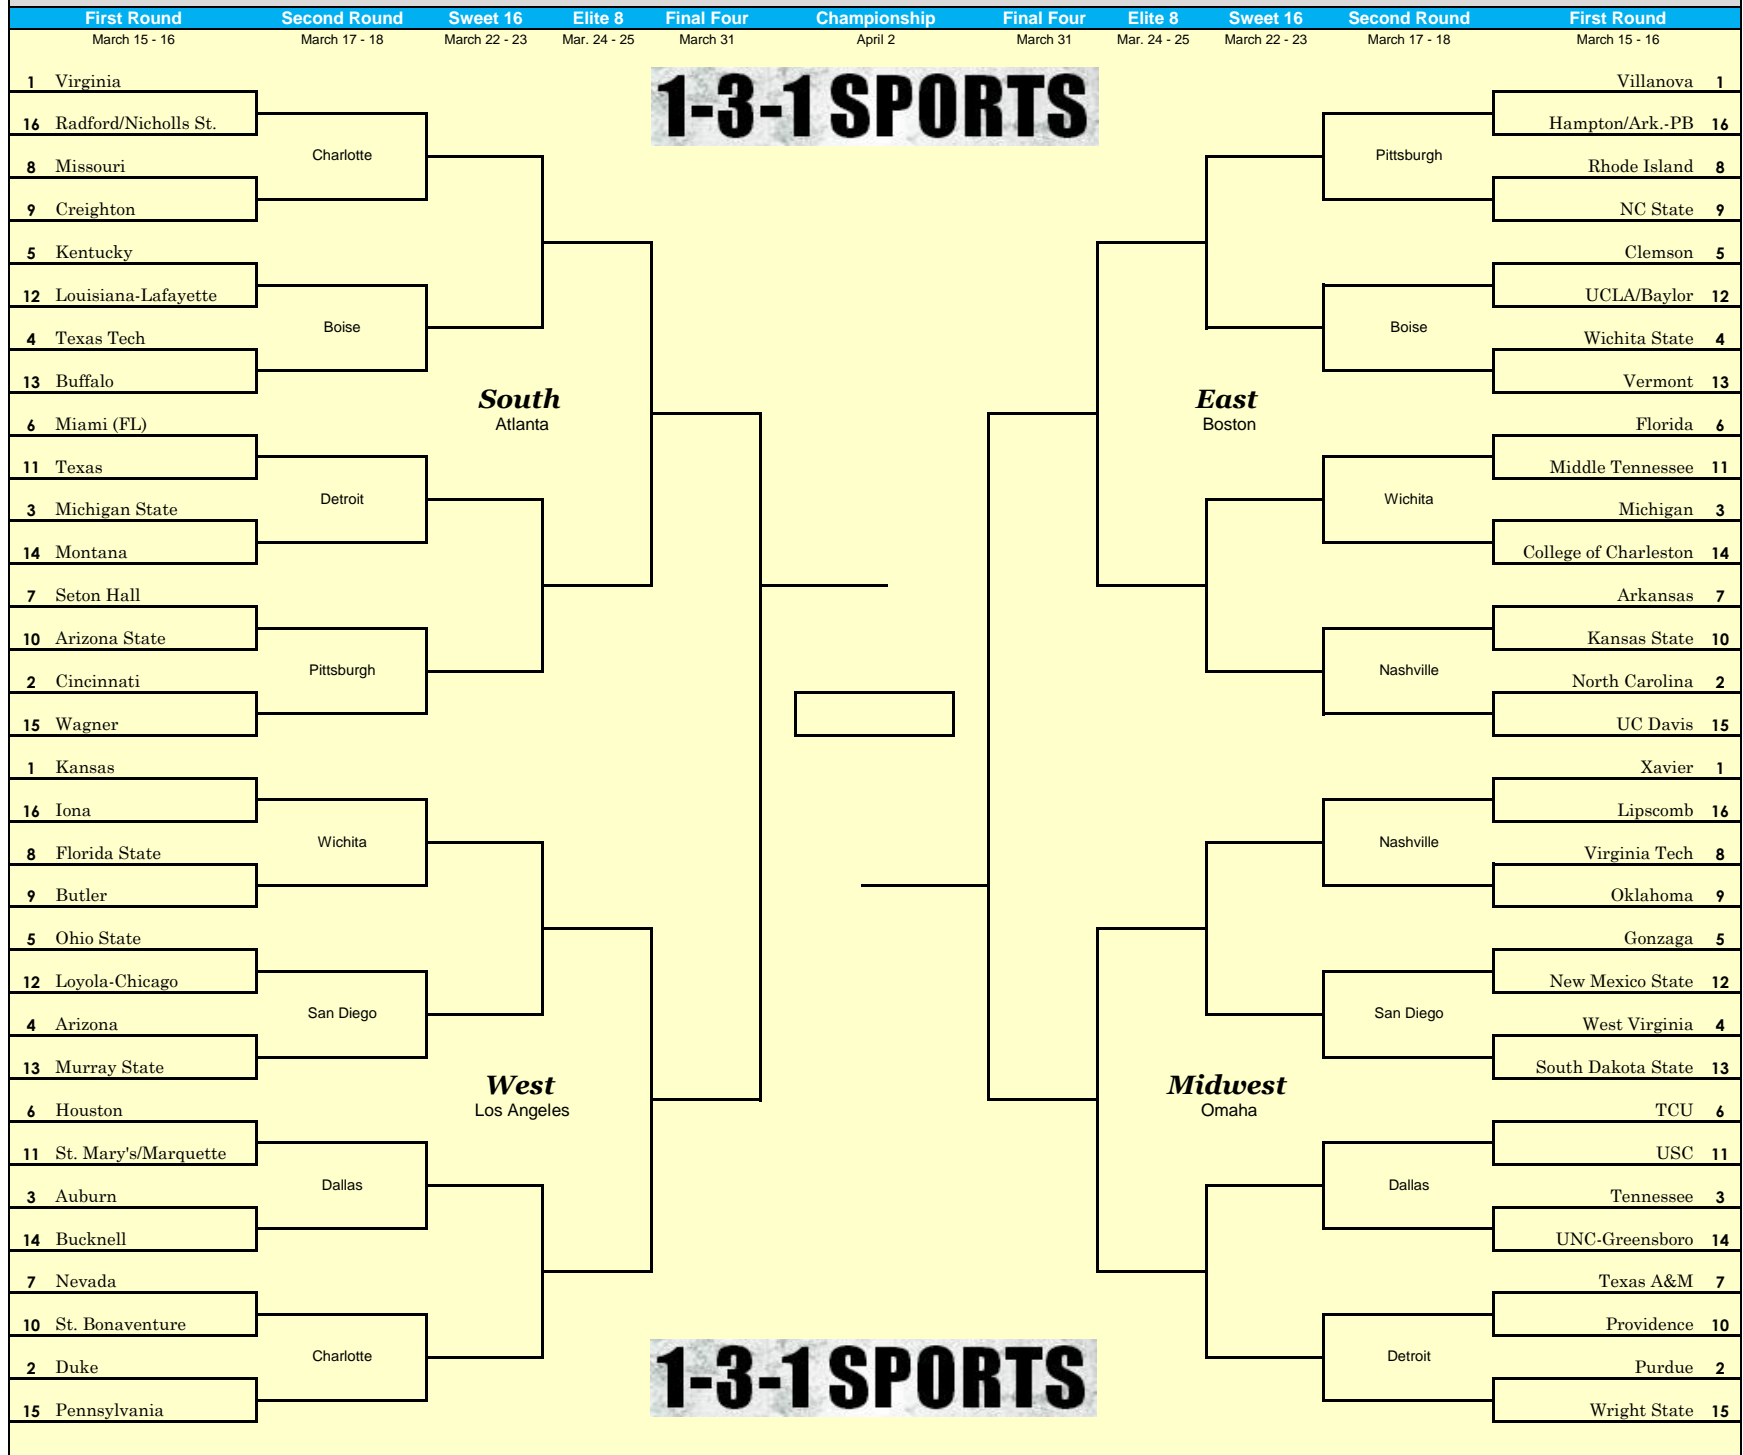 First Round Second Round Sweet 16 Elite 8 Final Four Championship Final Four Elite 8 Sweet 16 Second Round First Round
March 15 - 16 March 17 - 18 March 22 - 23 Mar. 24 - 25 March 31 April 2 March 31 Mar. 24 - 25 March 22 - 23 March 17 - 18 March 15 - 16
1-3-1 SPORTS
1 Virginia Villanova 1
16 Radford/Nicholls St. Hampton/Ark.-PB 16
Charlotte Pittsburgh
8 Missouri Rhode Island 8
9 Creighton NC State 9
5 Kentucky Clemson 5
12 Louisiana-Lafayette UCLA/Baylor 12
Boise Boise
4 Texas Tech Wichita State 4
13 Buffalo Vermont 13
South East
Atlanta Boston
6 Miami (FL) Florida 6
11 Texas Middle Tennessee 11
Detroit Wichita
3 Michigan State Michigan 3
14 Montana College of Charleston 14
7 Seton Hall Arkansas 7
10 Arizona State Kansas State 10
Pittsburgh Nashville
2 Cincinnati North Carolina 2
15 Wagner UC Davis 15
1 Kansas Xavier 1
16 Iona Lipscomb 16
Wichita Nashville
8 Florida State Virginia Tech 8
9 Butler Oklahoma 9
5 Ohio State Gonzaga 5
12 Loyola-Chicago New Mexico State 12
San Diego San Diego
4 Arizona West Virginia 4
13 Murray State South Dakota State 13
West Midwest
Los Angeles Omaha
6 Houston TCU 6
11 St. Mary's/Marquette USC 11
Dallas Dallas
3 Auburn Tennessee 3
14 Bucknell UNC-Greensboro 14
7 Nevada Texas A&M 7
10 St. Bonaventure Providence 10
Charlotte Detroit
2 Duke Purdue 2
15 Pennsylvania Wright State 15
1-3-1 SPORTS